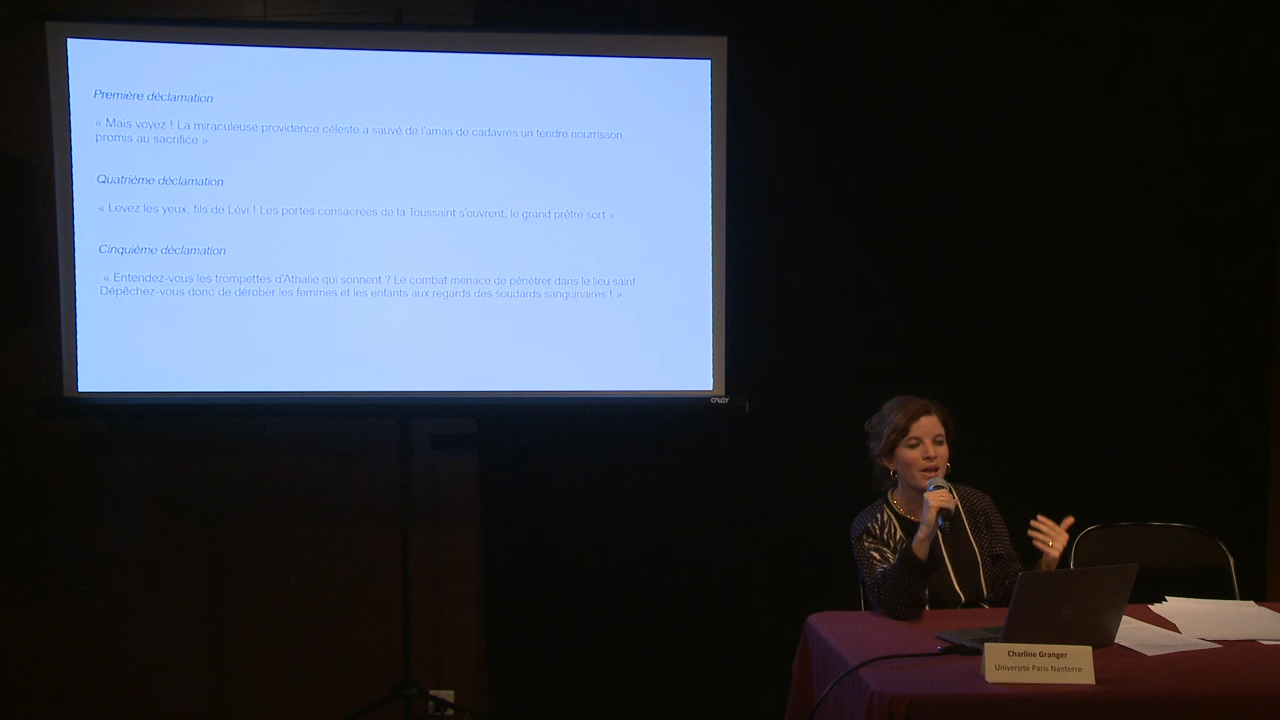 Première déclamation
« Mais voyez ! La miraculeuse providence céleste a sauvé de l'amas de cadavres un tendre nourrisson,
promis au sacrifice ».
Quatrième déclamation
« Levez les yeux, fils de Lévi ! Les portes consacrées de la Toussaint s'ouvrent, le grand prêtre sort ».
Cinquième déclamation
« Entendez-vous les trompettes d'Athalie qui sonnent ? Le combat menace de pénétrer dans le lieu saint.
Dépêchez-vous donc de dérober les femmes et les enfants aux regards des soudards sanguinaires ! ».
Charline Granger
Université Paris Nanterre